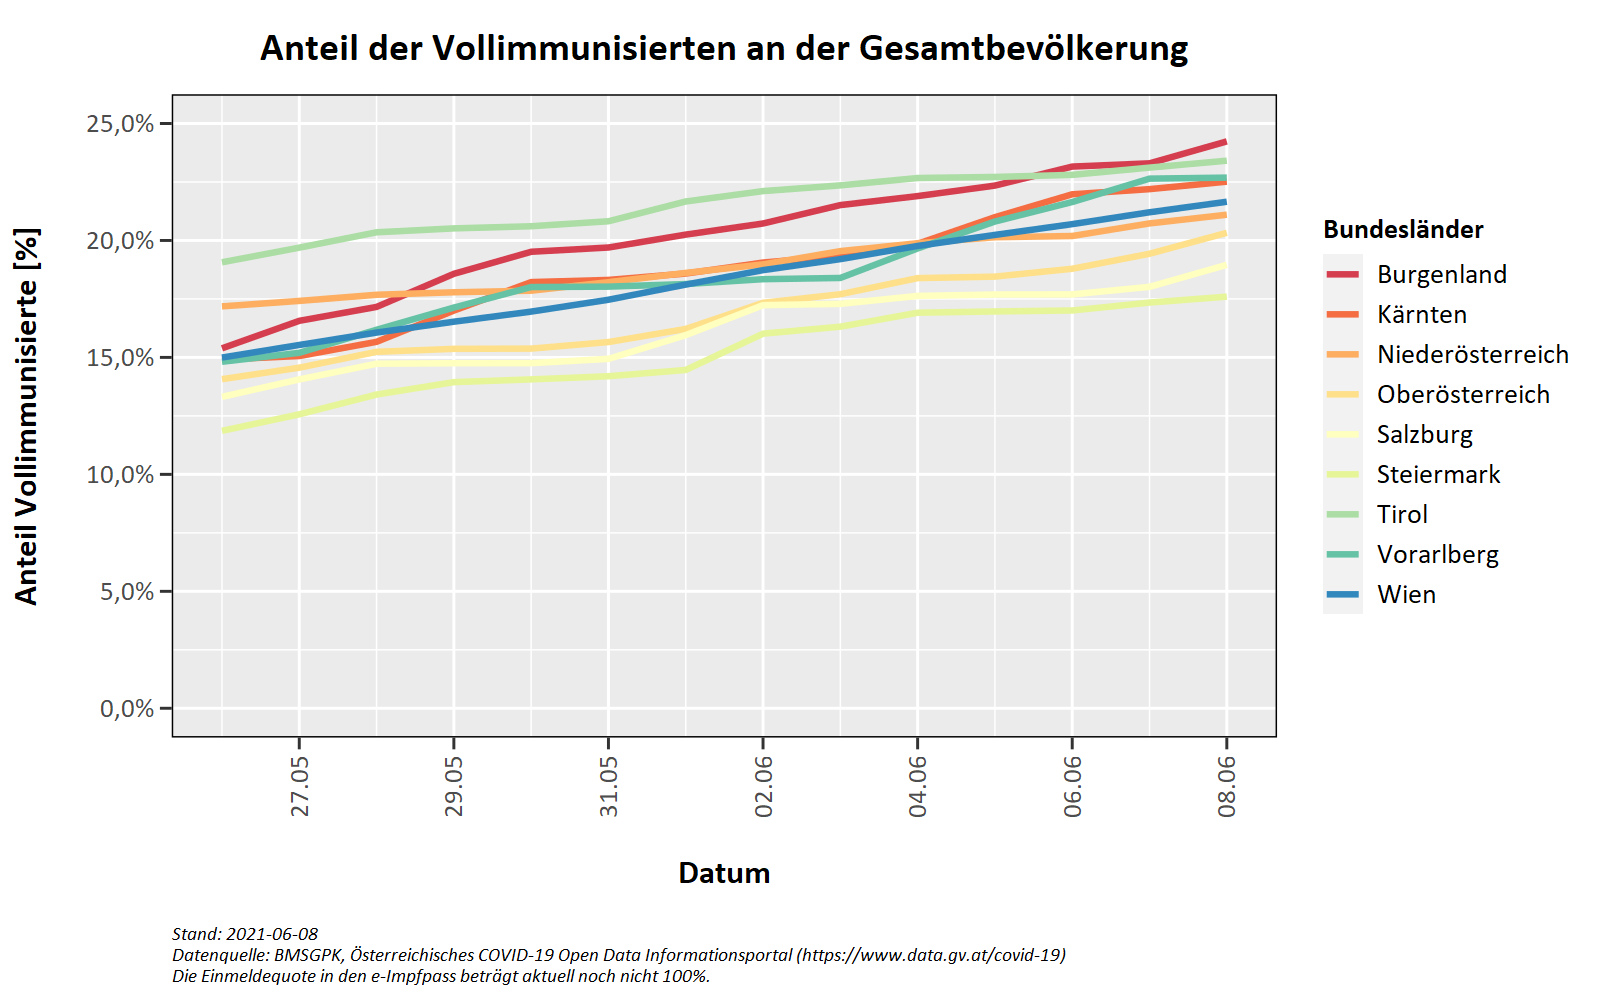 Anteil der Vollimmunisierten an der Gesamtbevölkerung
Anteil Vollimmunisierte [%]
25,0%
20,0%
15,0%
10,0%
5,0%
0,0%
27.05
29.05
31.05
02.06
04.06
06.06
08.06
Datum
Bundesländer
Burgenland
Kärnten
Niederösterreich
Oberösterreich
Salzburg
Steiermark
Tirol
Vorarlberg
Wien
Stand: 2021-06-08
Datenquelle: BMSGPK, Österreichisches COVID-19 Open Data Informationsportal (https://www.data.gv.at/covid-19)
Die Einmeldequote in den e-Impfpass beträgt aktuell noch nicht 100%.